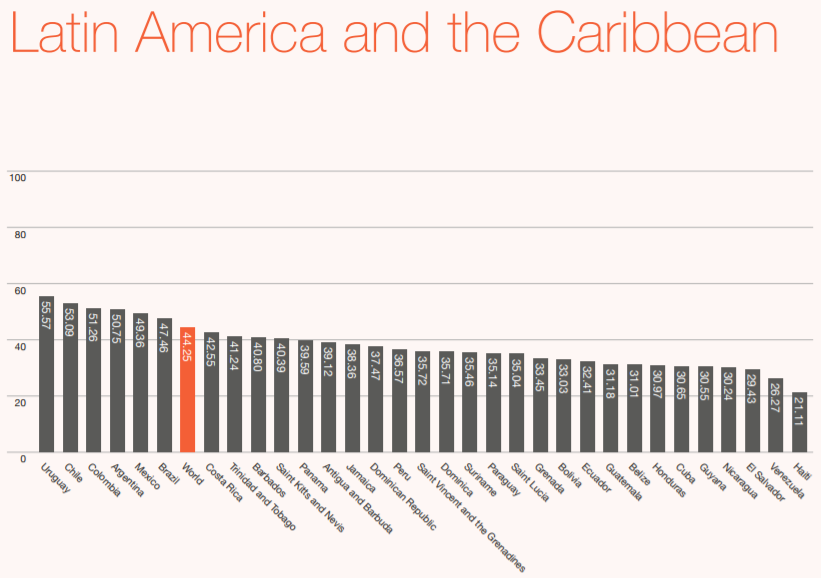 Latin America and the Caribbean
100
80
60
40
20
0
55.57
53.09
51.26
50.75
49.36
47.46
44.25
42.55
41.24
40.80
40.39
39.59
39.12
38.36
37.47
36.57
35.72
35.71
35.46
35.14
35.04
33.45
33.03
32.41
31.18
31.01
30.97
30.65
30.55
30.24
29.43
26.27
21.11
Uruguay
Chile
Colombia
Argentina
Mexico
Brazil
World
Costa Rica
Trinidad and Tobago
Barbados
Saint Kitts and Nevis
Panama
Antigua and Barbuda
Jamaica
Dominican Republic
Peru
Saint Vincent and the Grenadines
Dominica
Suriname
Paraguay
Saint Lucia
Grenada
Bolivia
Ecuador
Guatemala
Belize
Honduras
Cuba
Guyana
Nicaragua
El Salvador
Venezuela
Haiti